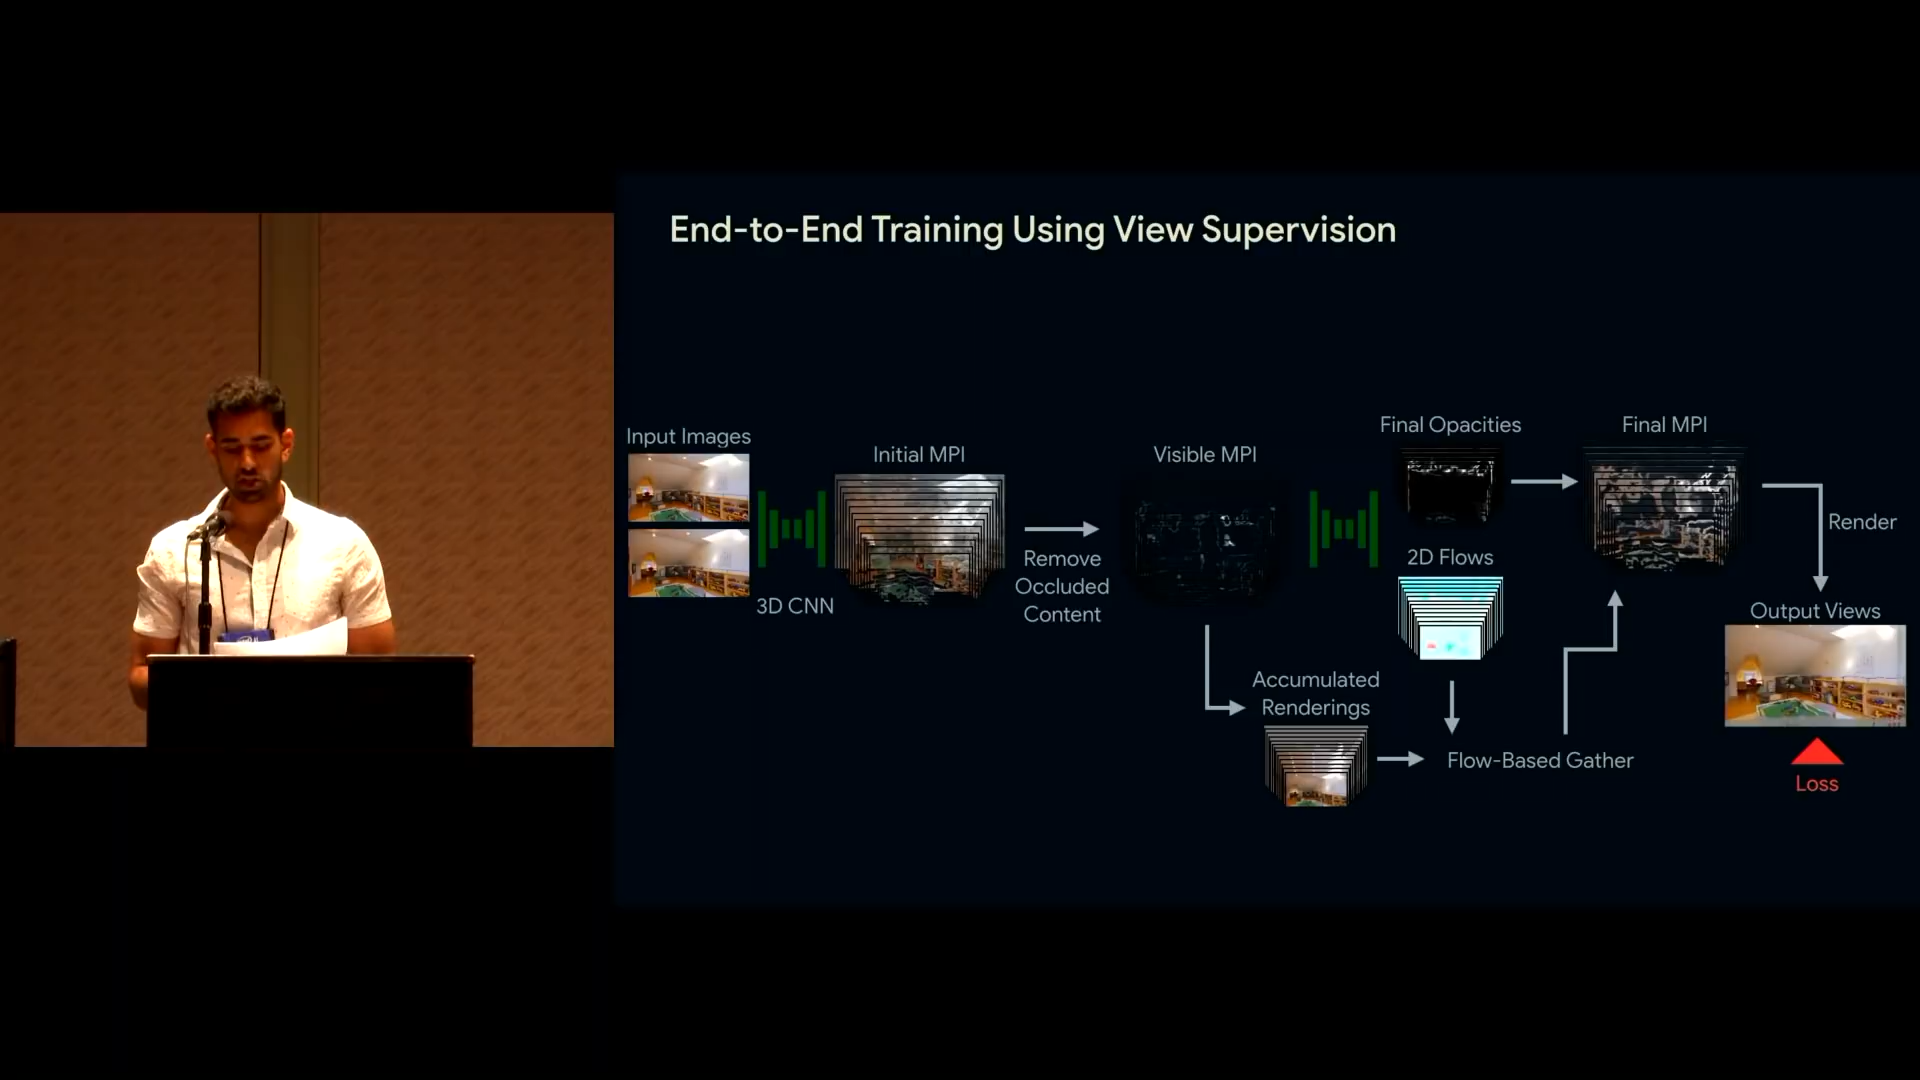 End-to-End Training Using View Supervision
Input Images
3D CNN
Initial MPI
Remove
Occluded
Content
Visible MPI
Accumulated
Renderings
Final Opacities
2D Flows
Flow-Based Gather
Final MPI
Render
Output Views
Loss